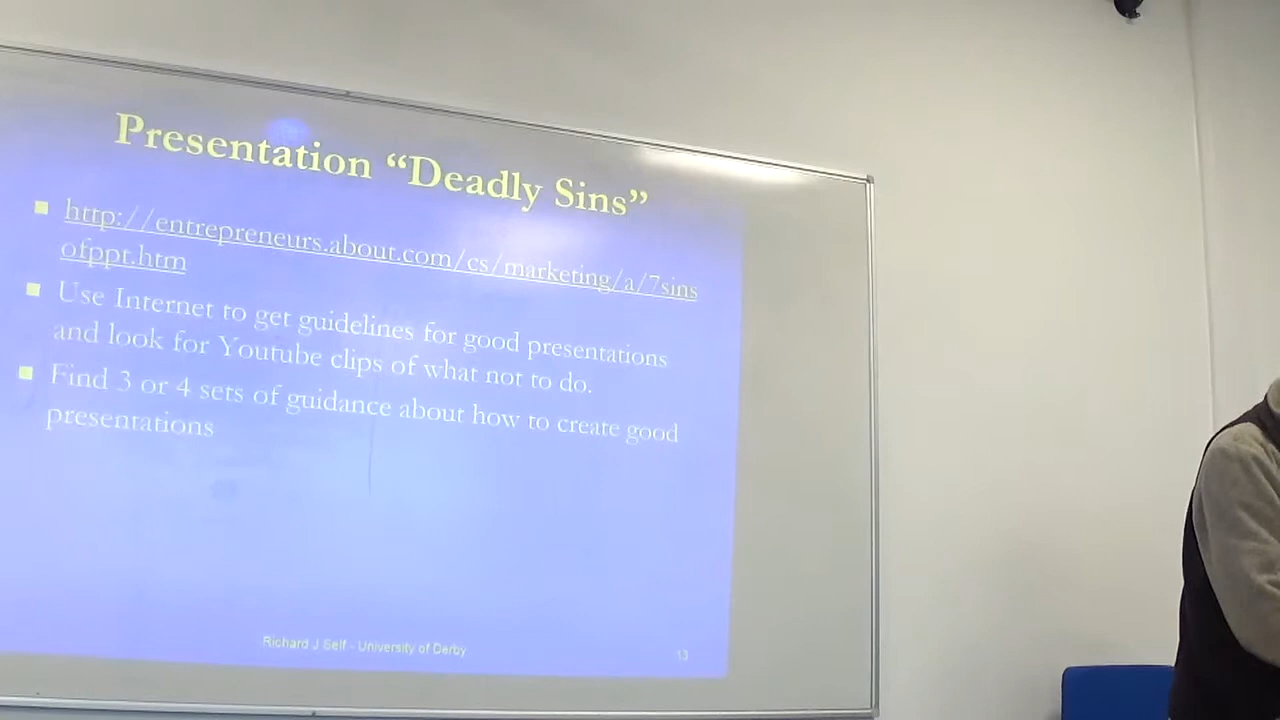 Presentation “Deadly Sins”
http://entrepreneurs.about.com/cs/marketing/a/7sins
ofppt.htm
Use Internet to get guidelines for good presentations
and look for Youtube clips of what not to do.
Find 3 or 4 sets of guidance about how to create good
presentations
Richard J Self - University of Derby
13